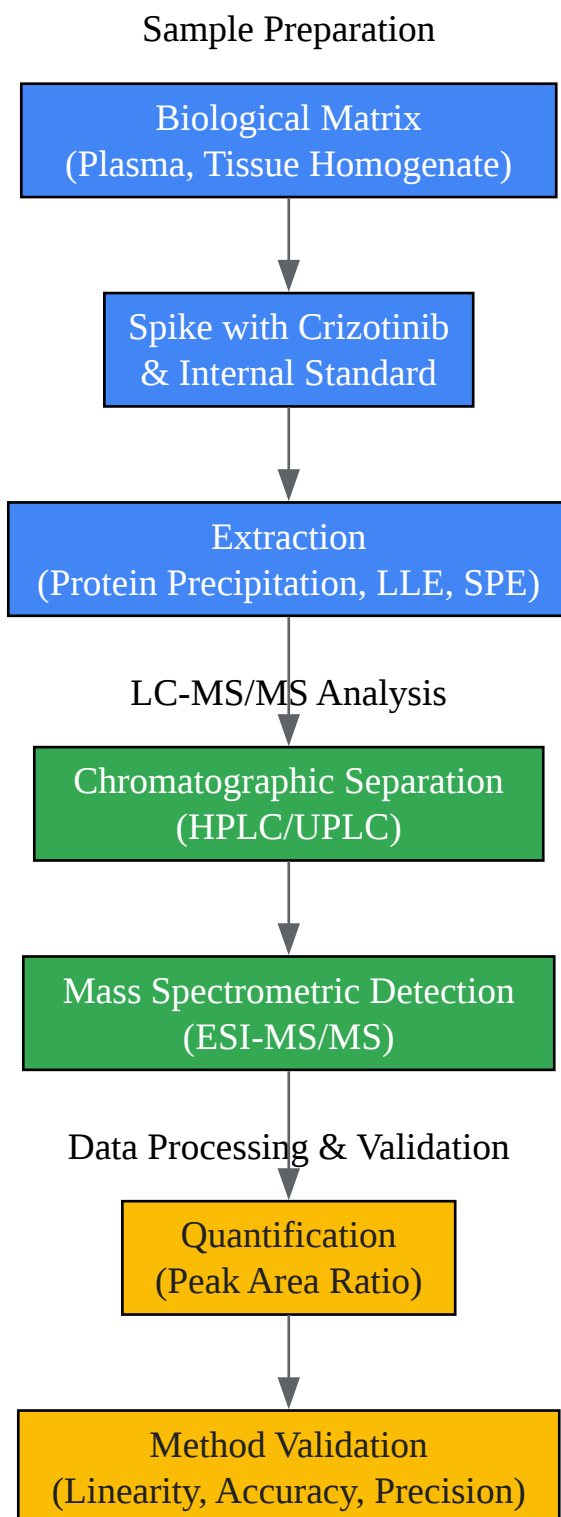 Sample Preparation
Biological Matrix
(Plasma, Tissue Homogenate)
Spike with Crizotinib
& Internal Standard
Extraction
(Protein Precipitation, LLE, SPE)
LC-MS/MS Analysis
Chromatographic Separation
(HPLC/UPLC)
Mass Spectrometric Detection
(ESI-MS/MS)
Data Processing & Validation
Quantification
(Peak Area Ratio)
Method Validation
(Linearity, Accuracy, Precision)